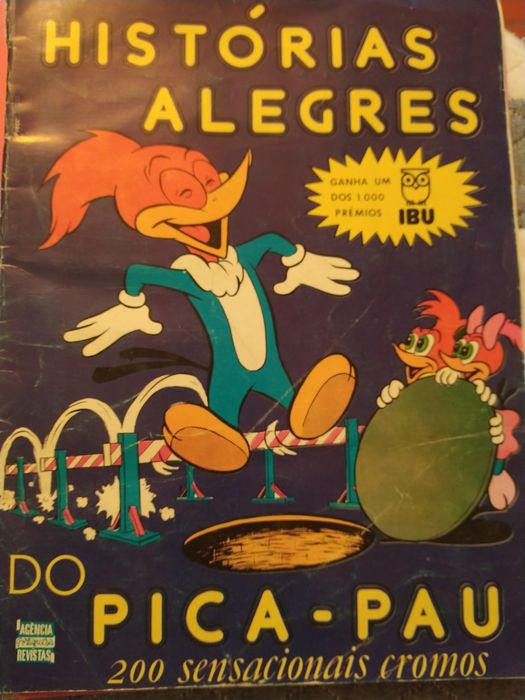 HISTÓRIAS
ALEGRES
GANHA UM
DOS 1.000
PRÉMIOS
IBU
DO
PICA-PAU
AGÊNCIA
REVISTAS
200 sensacionais cromos